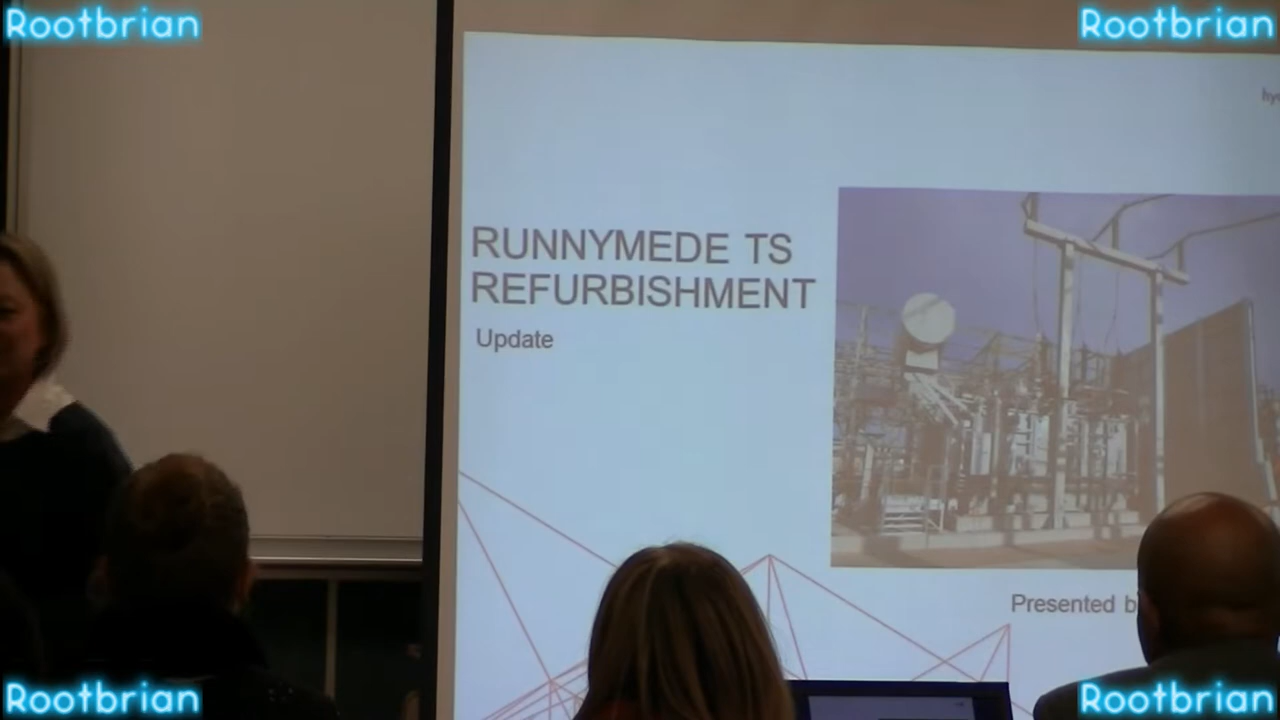 Rootbrian
Rootbrian
RUNNYMEDE TS
REFURBISHMENT
Update
Presented
Rootbrian
Rootbrian